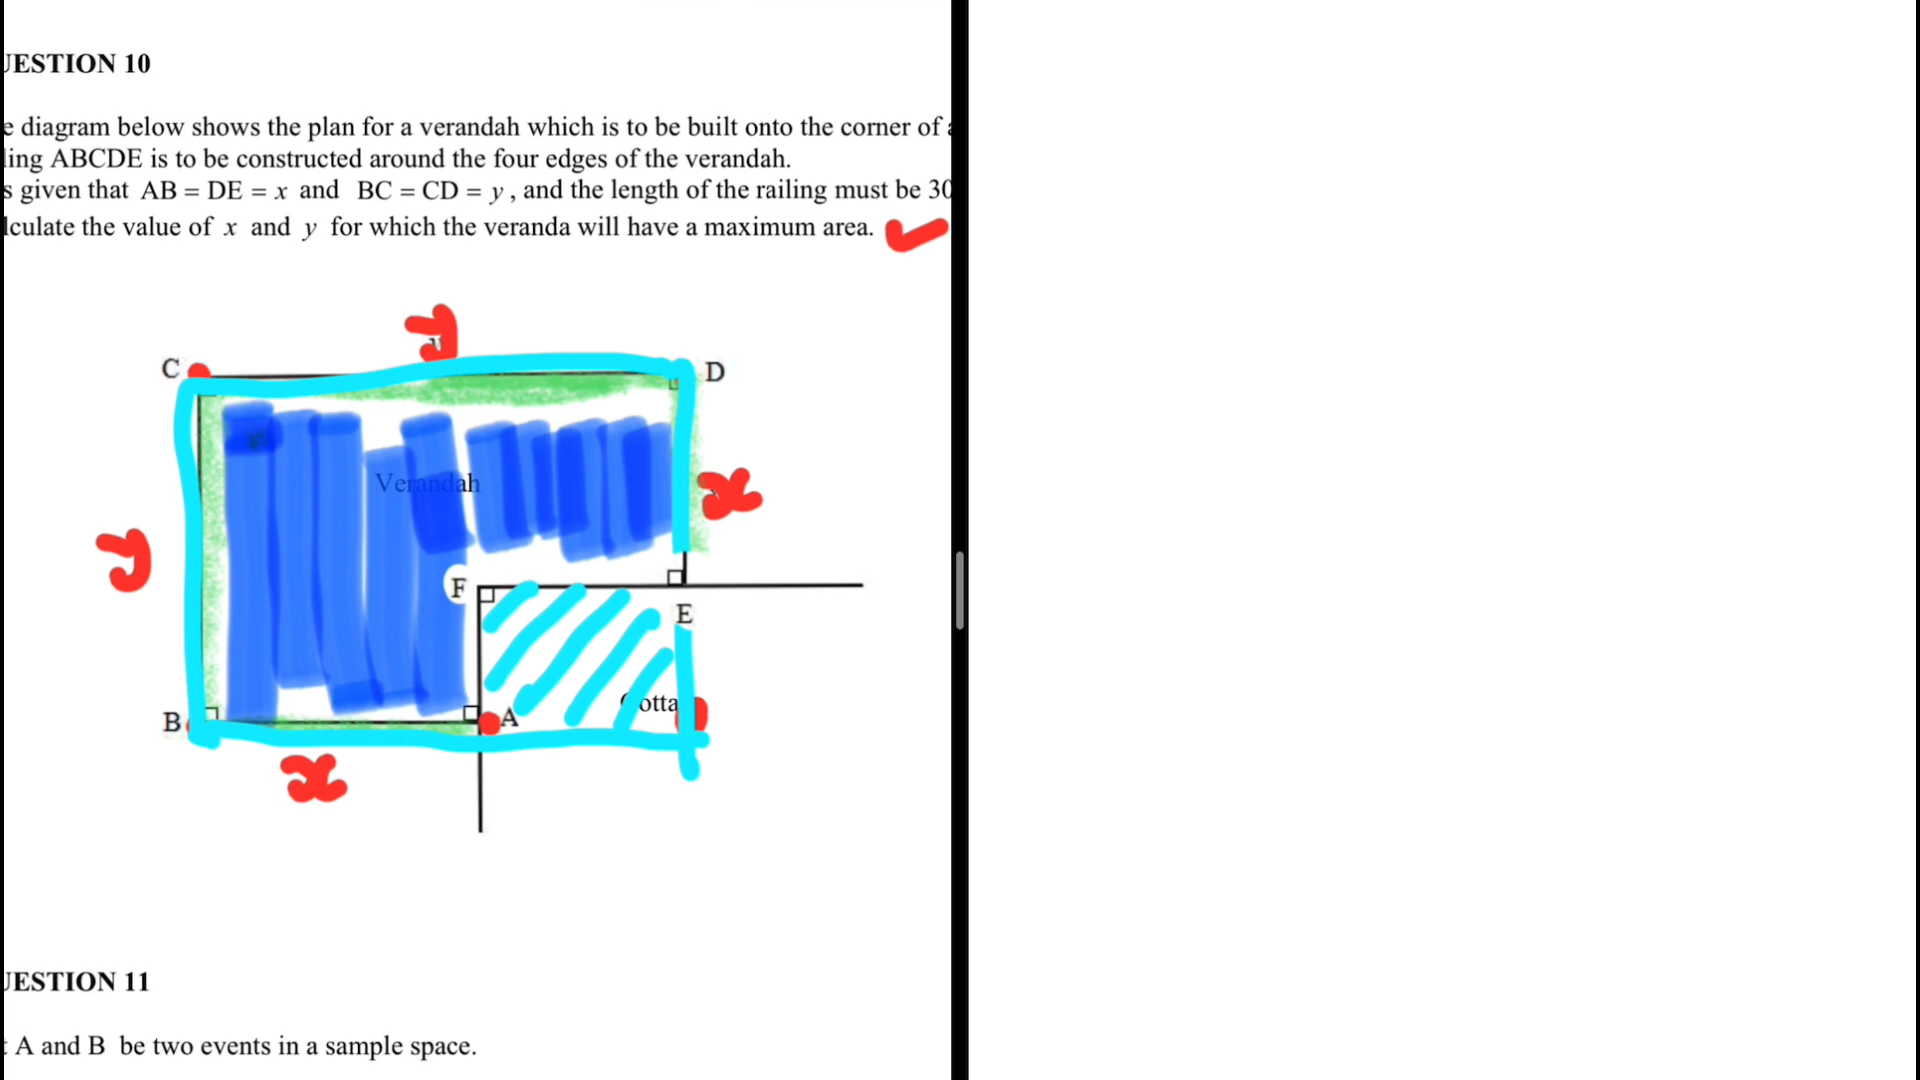 UESTION 10
e diagram below shows the plan for a verandah which is to be built onto the corner of
ing ABCDE is to be constructed around the four edges of the verandah.
s given that AB = DE = x and BC = CD = y , and the length of the railing must be 30
lculate the value of x and y for which the veranda will have a maximum area.
y
C
D
Verandah
x
y
F
E
otta
B
A
x
UESTION 11
A and B be two events in a sample space.